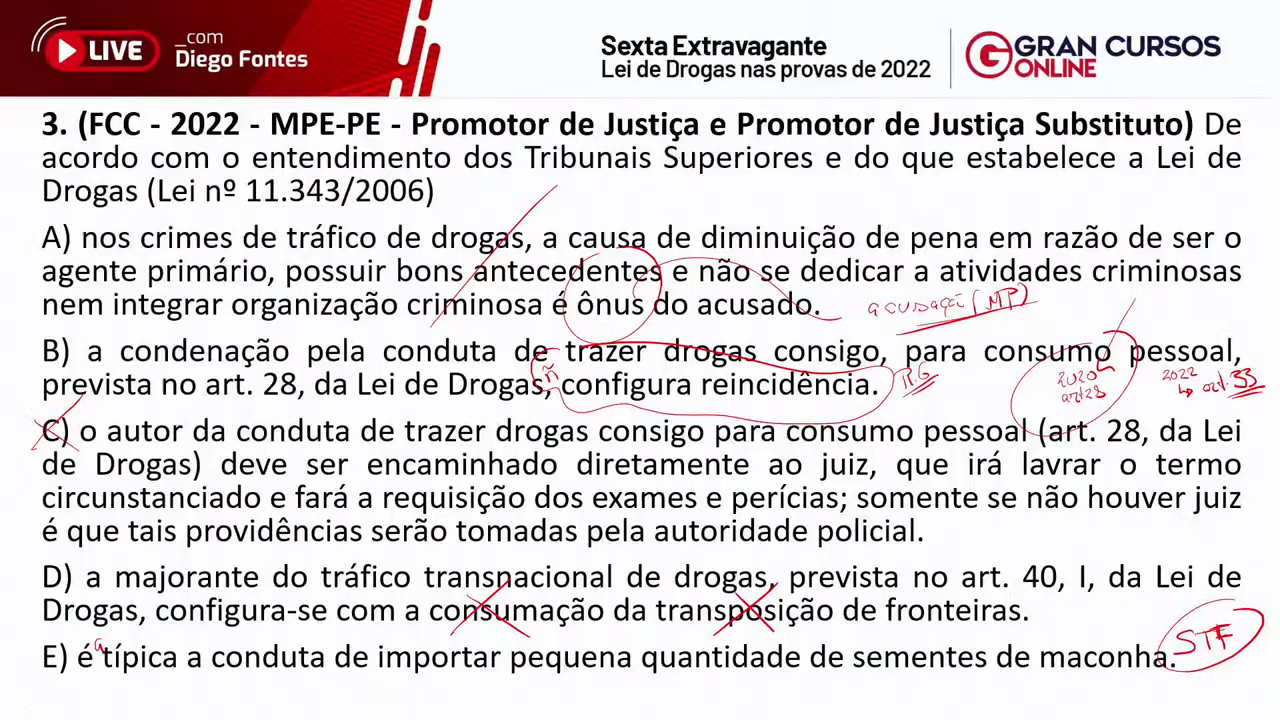 LIVE
_com
Diego Fontes
Sexta Extravagante
Lei de Drogas nas provas de 2022
GRAN CURSOS
ONLINE
3. (FCC - 2022 - MPE-PE - Promotor de Justiça e Promotor de Justiça Substituto) De
acordo com o entendimento dos Tribunais Superiores e do que estabelece a Lei de
Drogas (Lei nº 11.343/2006)
A) nos crimes de tráfico de drogas, a causa de diminuição de pena em razão de ser o
agente primário, possuir bons antecedentes e não se dedicar a atividades criminosas
nem integrar organização criminosa é ônus do acusado.
acusação (MP)
B) a condenação pela conduta de trazer drogas consigo, para consumo pessoal,
prevista no art. 28, da Lei de Drogas, configura reincidência.
ñ
R.G
2020
art28
2022
↳ art. 33
C) o autor da conduta de trazer drogas consigo para consumo pessoal (art. 28, da Lei
de Drogas) deve ser encaminhado diretamente ao juiz, que irá lavrar o termo
circunstanciado e fará a requisição dos exames e perícias; somente se não houver juiz
é que tais providências serão tomadas pela autoridade policial.
D) a majorante do tráfico transnacional de drogas, prevista no art. 40, I, da Lei de
Drogas, configura-se com a consumação da transposição de fronteiras.
E) é típica a conduta de importar pequena quantidade de sementes de maconha.
a
STF